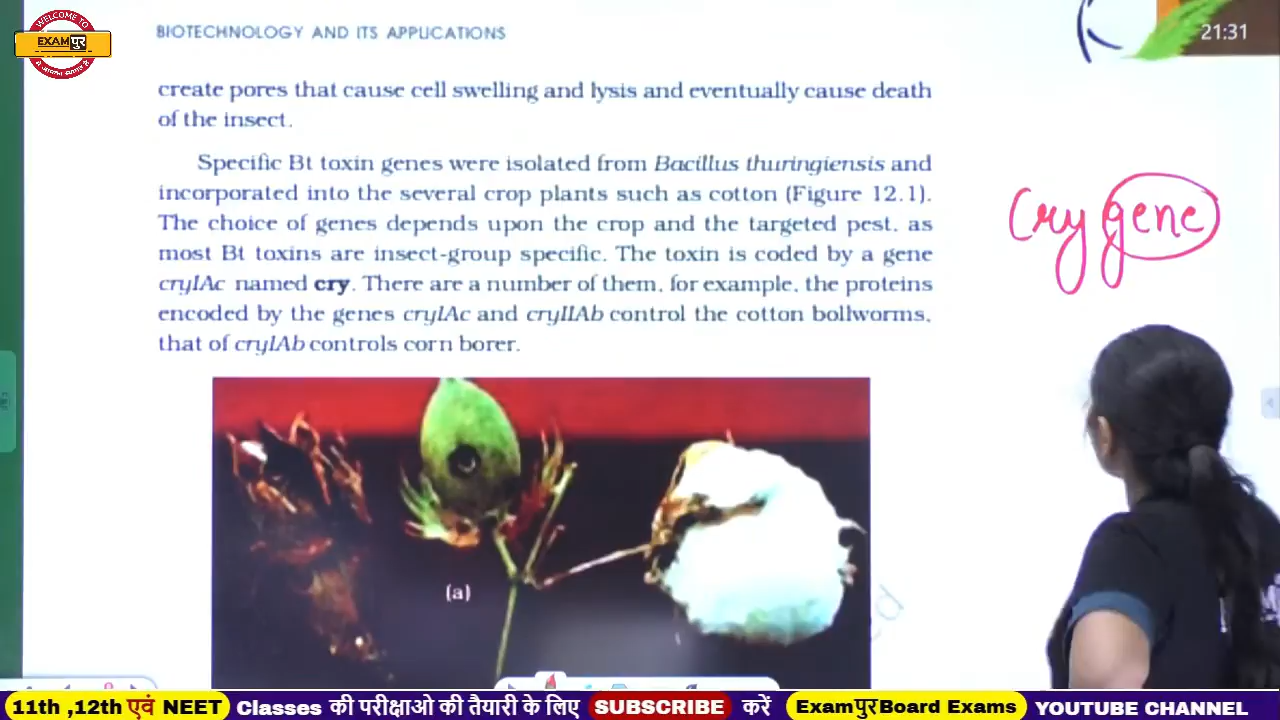 WELCOME TO
EXAMपुर
BIOTECHNOLOGY AND ITS APPLICATIONS
21:31
create pores that cause cell swelling and lysis and eventually cause death
of the insect.
Specific Bt toxin genes were isolated from Bacillus thuringiensis and
incorporated into the several crop plants such as cotton (Figure 12.1).
The choice of genes depends upon the crop and the targeted pest, as
most Bt toxins are insect-group specific. The toxin is coded by a gene
cryIAc named cry. There are a number of them, for example, the proteins
encoded by the genes cryIAc and cryIIAb control the cotton bollworms,
that of cryIAb controls corn borer.
Cry gene
(a)
11th ,12th एवं NEET Classes की परीक्षाओ की तैयारी के लिए SUBSCRIBE करें ExamपुरBoard Exams YOUTUBE CHANNEL